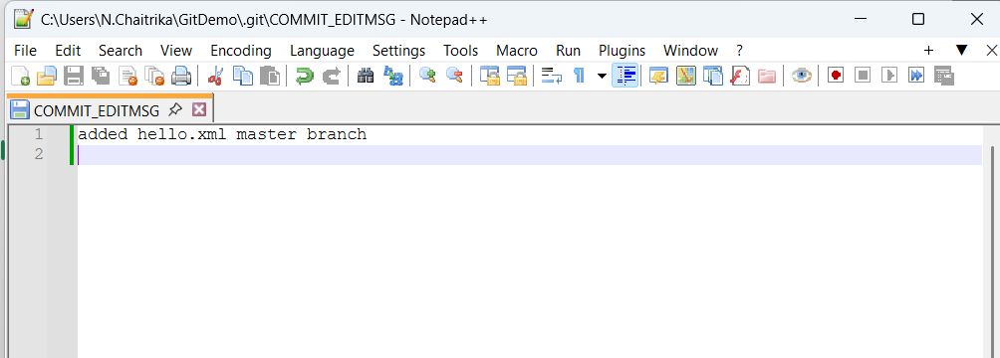 C:\Users\N.Chaitrika\GitDemo\.git\COMMIT_EDITMSG - Notepad++
File Edit Search View Encoding Language Settings Tools Macro Run Plugins Window ?
COMMIT_EDITMSG
1 added hello.xml master branch
2